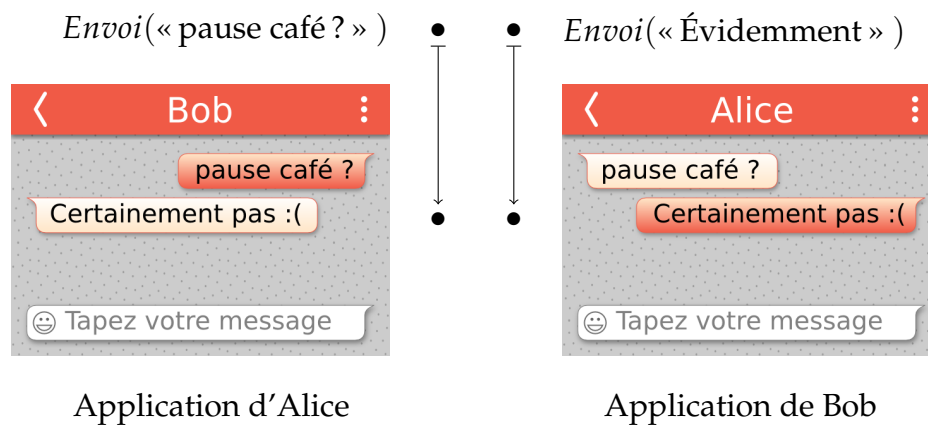 Envoi(« pause café ? » )
Envoi(« Évidemment » )
Bob
pause café ?
Certainement pas :(
Tapez votre message
Alice
pause café ?
Certainement pas :(
Tapez votre message
Application d’Alice
Application de Bob